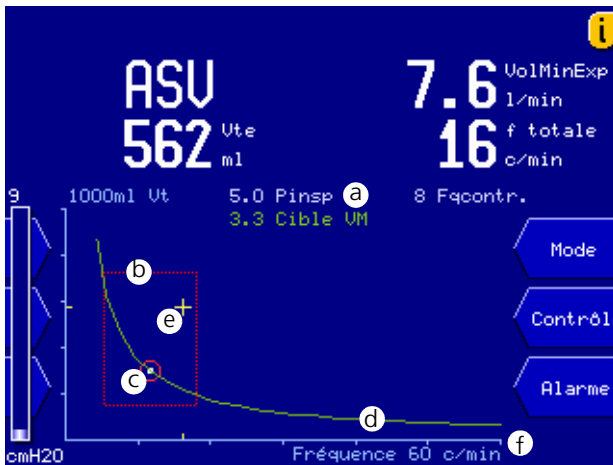 i
ASV 7.6 VolMinExp l/min
562 Vte ml 16 f totale c/min
9 1000ml Vt 5.0 Pinsp a 8 Fqcontr.
3.3 Cible VM
b
Mode
e
Contrôl
c
Alarme
d
f
cmH2O Fréquence 60 c/min